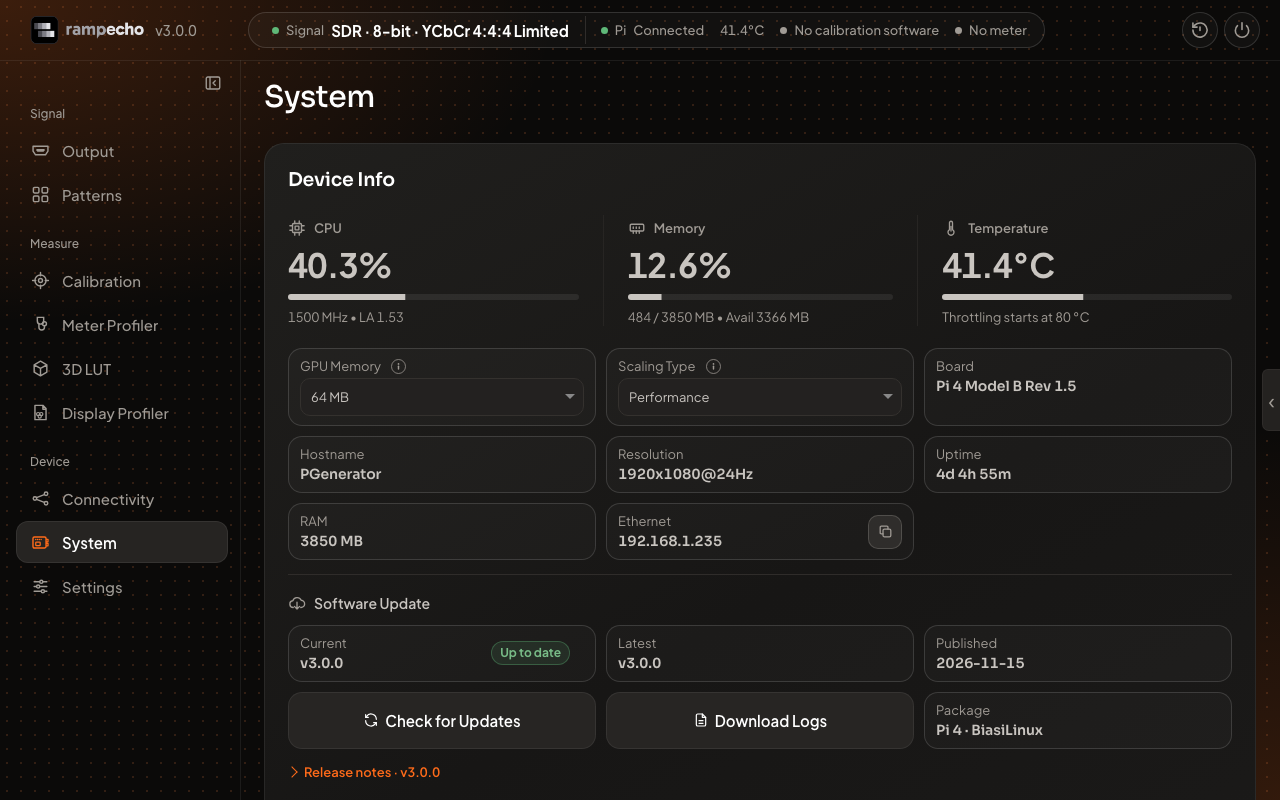 rampecho v3.0.0
Signal SDR · 8-bit · YCbCr 4:4:4 Limited
Pi Connected 41.4°C No calibration software No meter
Signal
Output
Patterns
Measure
Calibration
Meter Profiler
3D LUT
Display Profiler
Device
Connectivity
System
Settings
System
Device Info
CPU
40.3%
1500 MHz • LA 1.53
Memory
12.6%
484 / 3850 MB • Avail 3366 MB
Temperature
41.4°C
Throttling starts at 80 °C
GPU Memory
64 MB
Scaling Type
Performance
Board
Pi 4 Model B Rev 1.5
Hostname
PGenerator
Resolution
1920x1080@24Hz
Uptime
4d 4h 55m
RAM
3850 MB
Ethernet
192.168.1.235
Software Update
Current
v3.0.0
Up to date
Latest
v3.0.0
Published
2026-11-15
Check for Updates
Download Logs
Package
Pi 4 · BiasiLinux
Release notes · v3.0.0